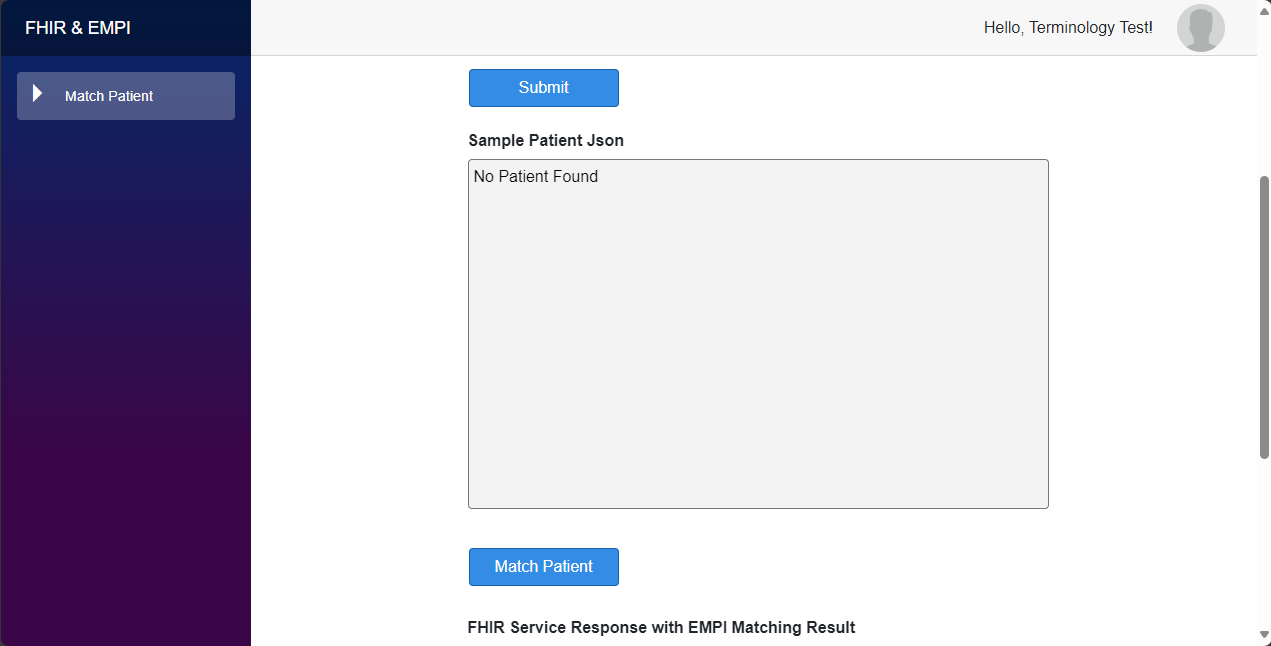 FHIR & EMPI
Hello, Terminology Test!
Match Patient
Submit
Sample Patient Json
No Patient Found
Match Patient
FHIR Service Response with EMPI Matching Result